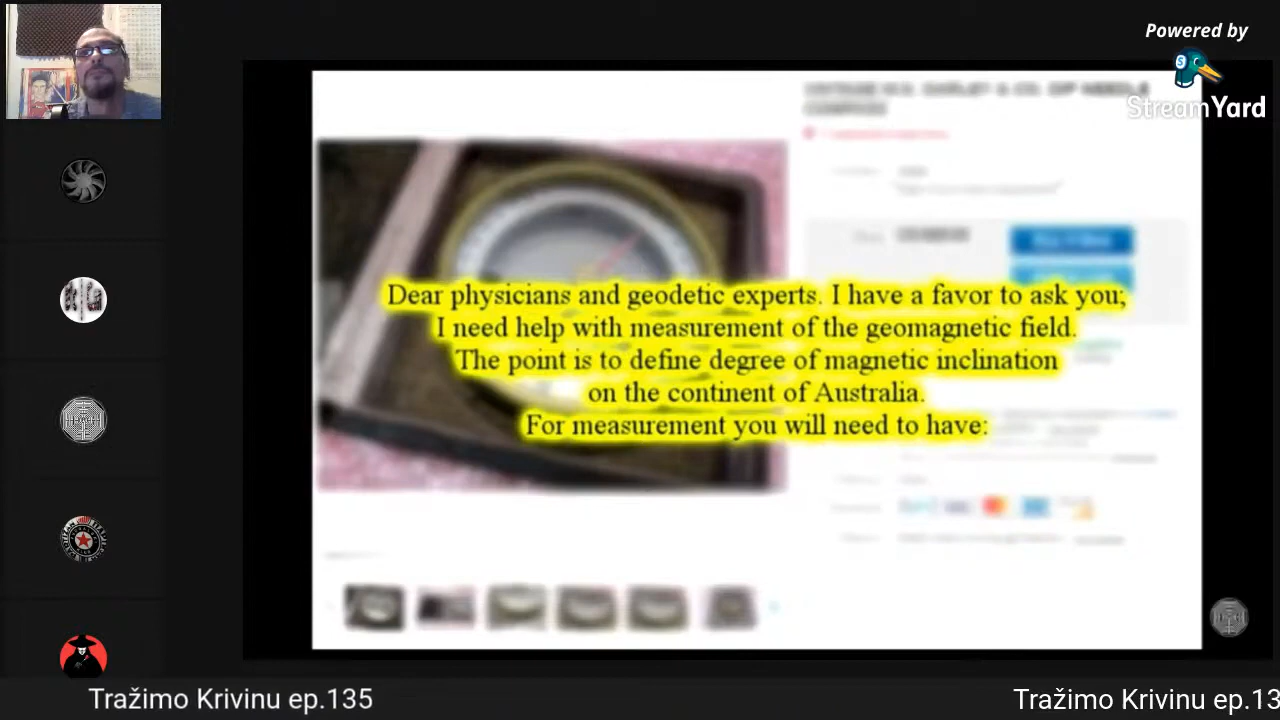 Powered by
StreamYard
Dear physicians and geodetic experts. I have a favor to ask you;
I need help with measurement of the geomagnetic field.
The point is to define degree of magnetic inclination
on the continent of Australia.
For measurement you will need to have:
Tražimo Krivinu ep.135
Tražimo Krivinu ep.13